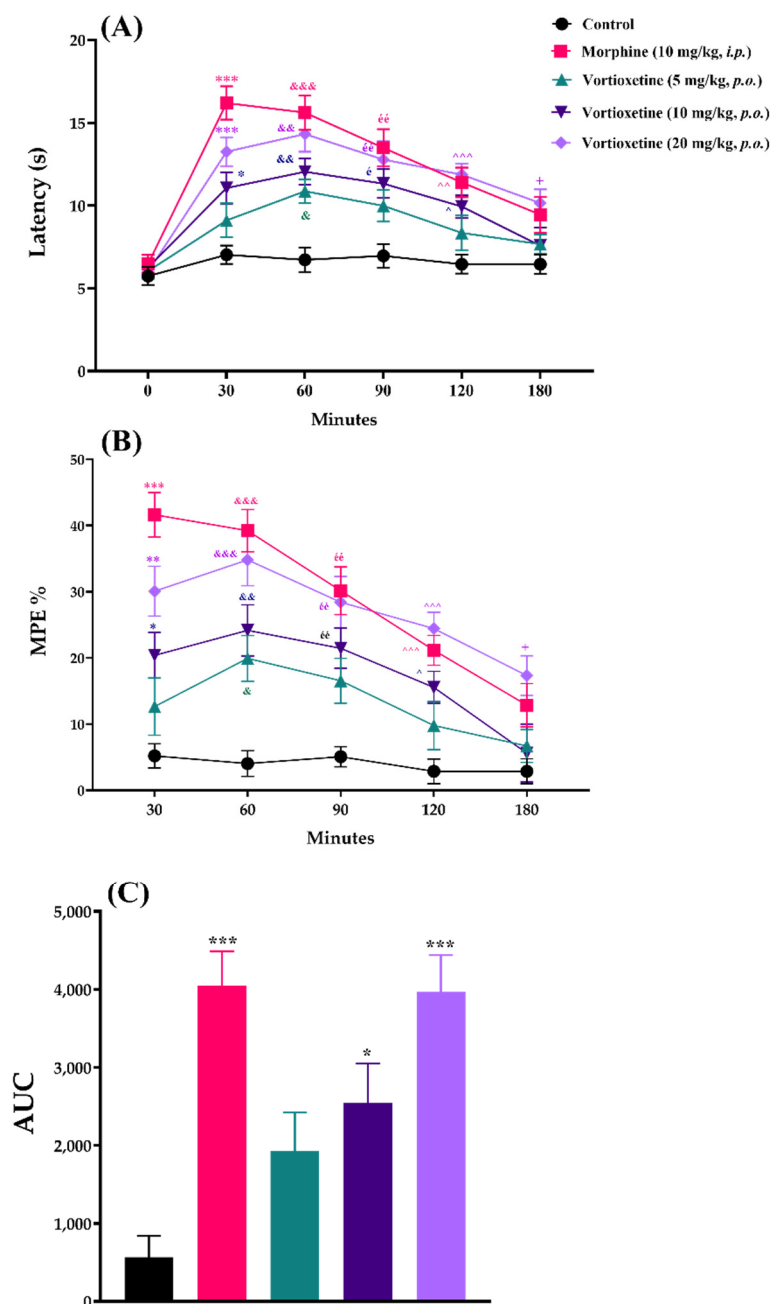 (A)
Control
Morphine (10 mg/kg, i.p.)
Vortioxetine (5 mg/kg, p.o.)
Vortioxetine (10 mg/kg, p.o.)
Vortioxetine (20 mg/kg, p.o.)
Latency (s)
20
15
10
5
0
***
&&&
éé
***
&&
éé
^^^
+
*
&&
é
^^
^
&
0 30 60 90 120 180
Minutes
(B)
MPE %
50
40
30
20
10
0
***
&&&
éé
**
&&&
éé
^^^
+
*
&&
éé
^^^
^
&
30 60 90 120 180
Minutes
(C)
AUC
5,000
4,000
3,000
2,000
1,000
0
***
*
***